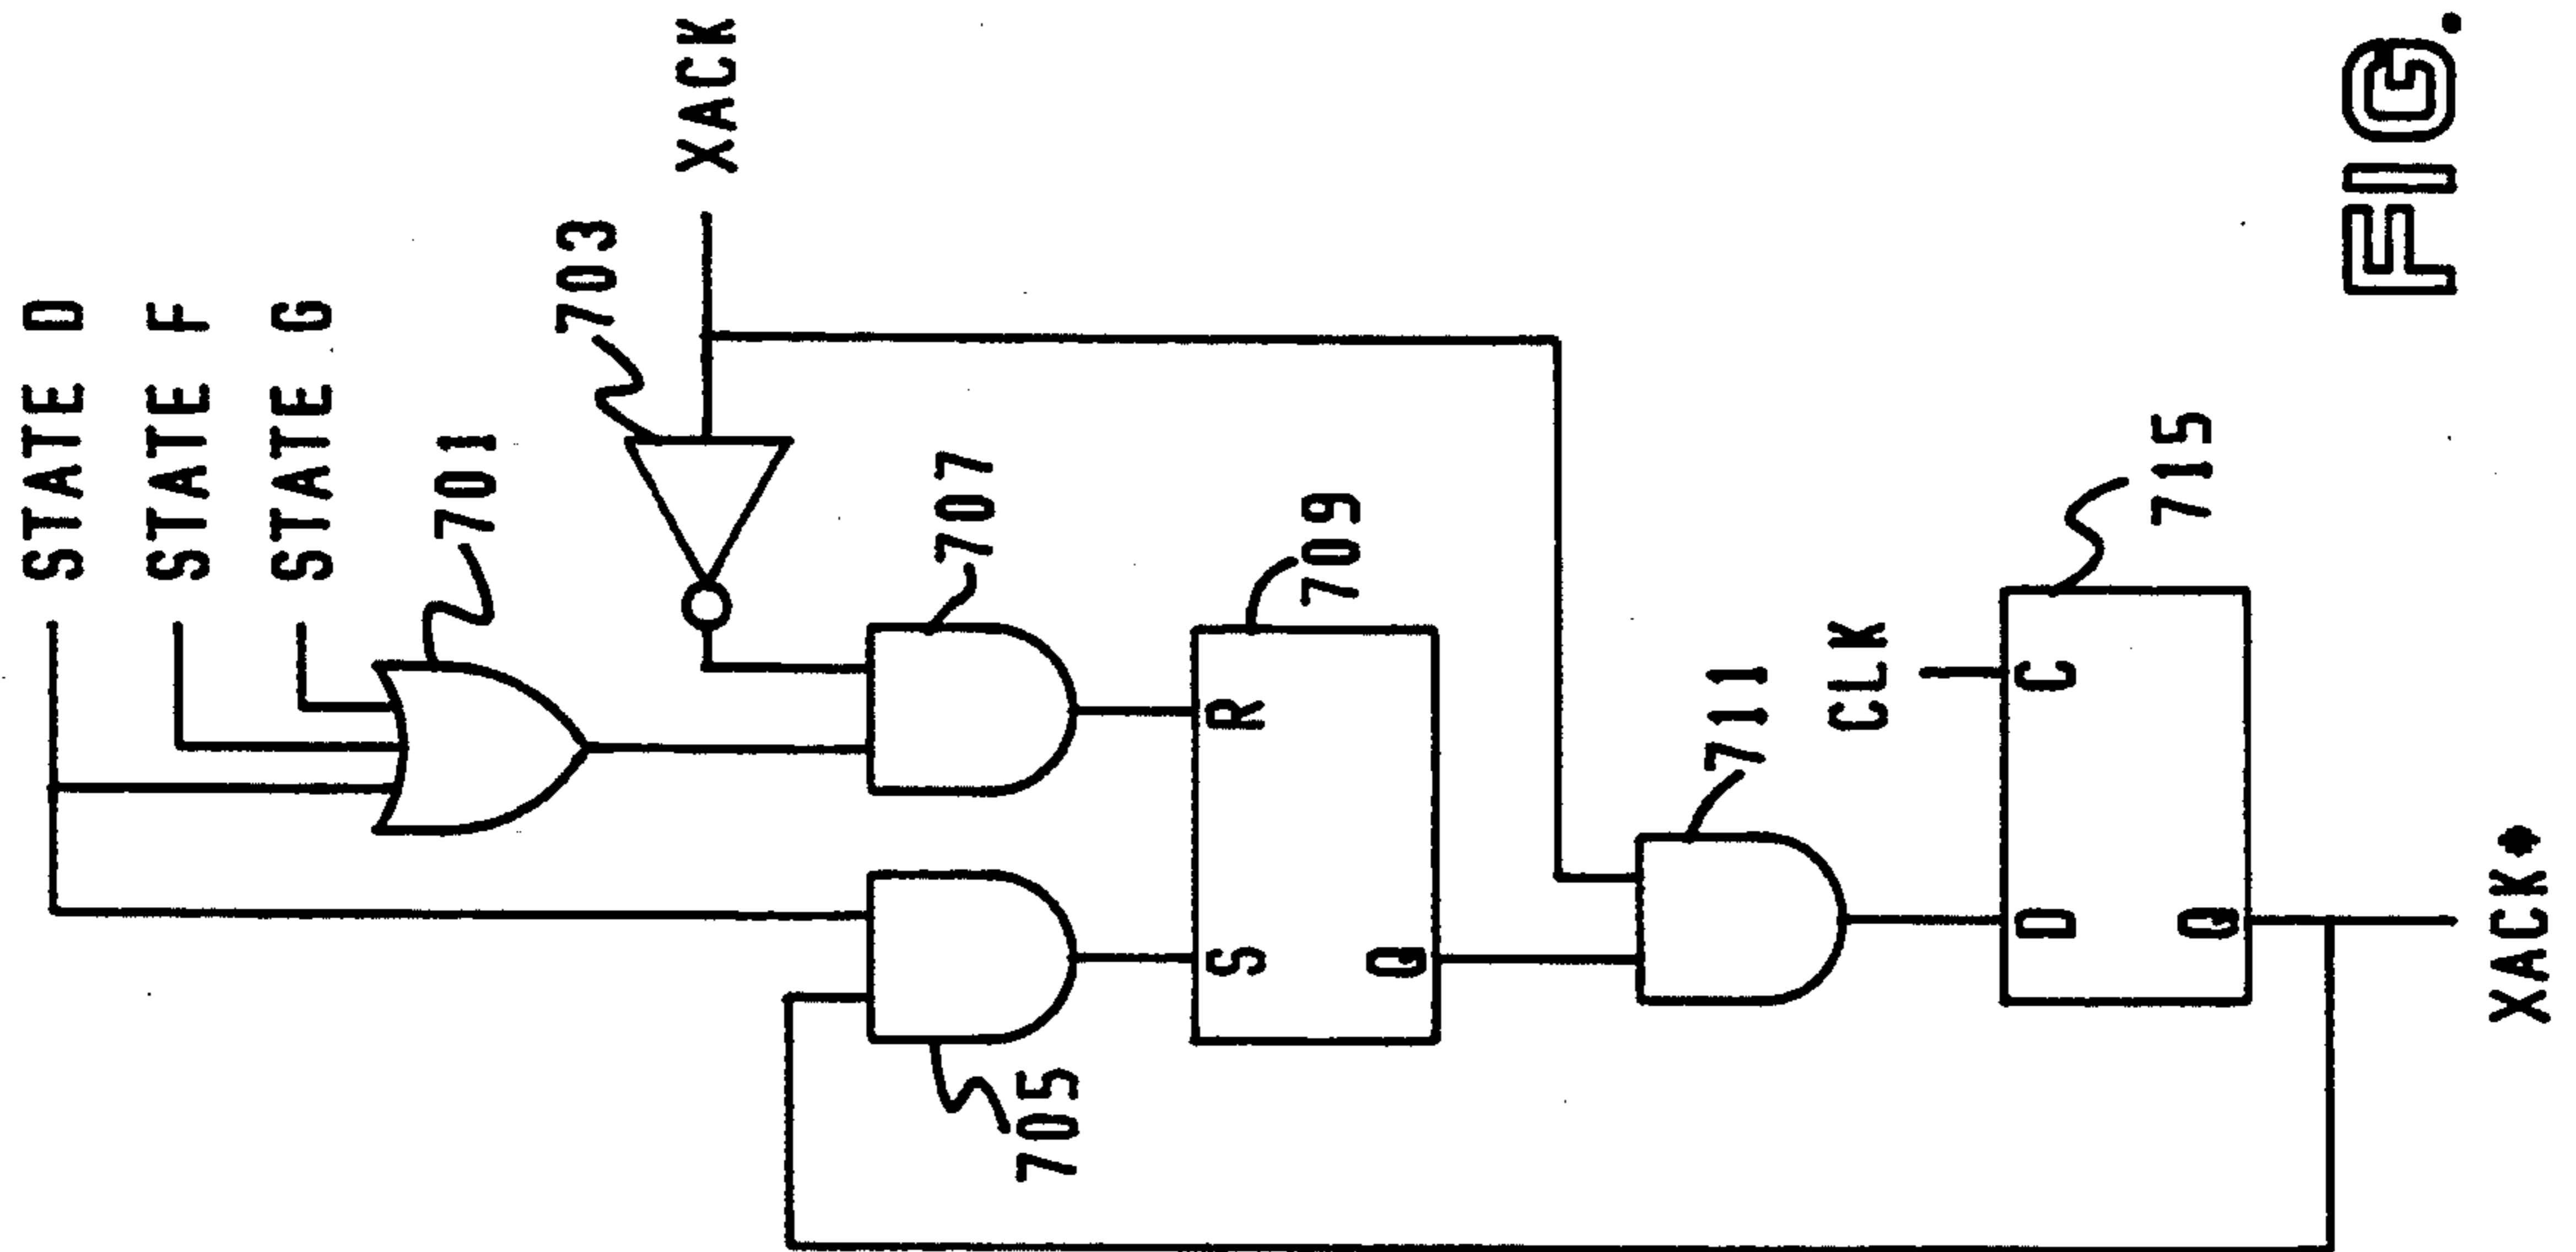 STATE D
STATE F
STATE G
701
703
XACK
707
705
R
S
709
Q
711
CLK
C
D
715
Q
XACK*
FIG.